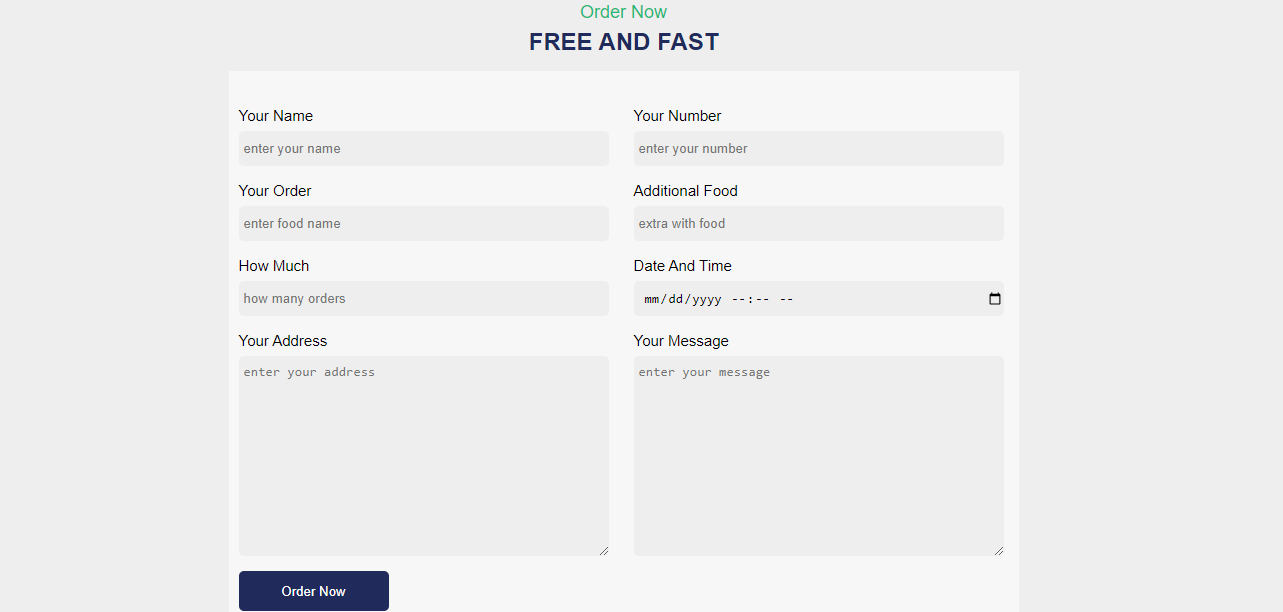 Order Now
FREE AND FAST
Your Name
Your Number
enter your name
enter your number
Your Order
Additional Food
enter food name
extra with food
How Much
Date And Time
how many orders
mm/dd/yyyy --:-- --
Your Address
Your Message
enter your address
enter your message
Order Now